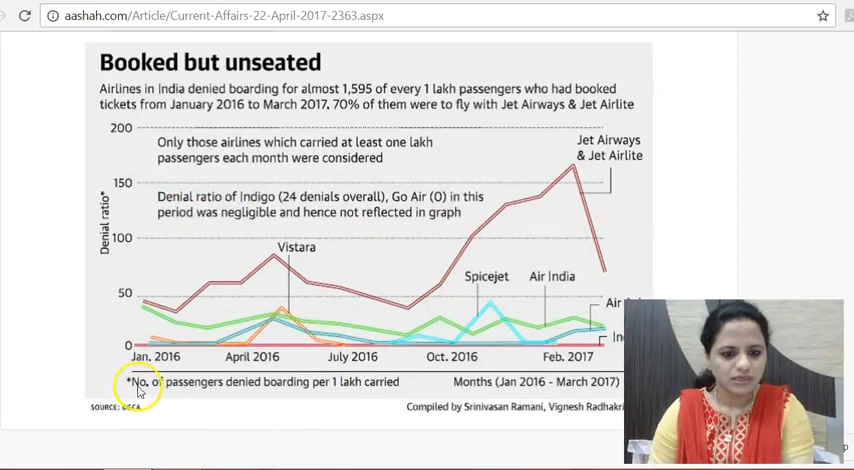 aashah.com/Article/Current-Affairs-22-April-2017-2363.aspx
Booked but unseated
Airlines in India denied boarding for almost 1,595 of every 1 lakh passengers who had booked
tickets from January 2016 to March 2017, 70% of them were to fly with Jet Airways & Jet Airlite
200
Only those airlines which carried at least one lakh
passengers each month were considered
Jet Airways
& Jet Airlite
150
Denial ratio of Indigo (24 denials overall), Go Air (0) in this
period was negligible and hence not reflected in graph
Denial ratio*
100
Vistara
50
Spicejet
Air India
Air
0
Jan. 2016
April 2016
July 2016
Oct. 2016
Feb. 2017
*No. of passengers denied boarding per 1 lakh carried
Months (Jan 2016 - March 2017)
SOURCE: DGCA
Compiled by Srinivasan Ramani, Vignesh